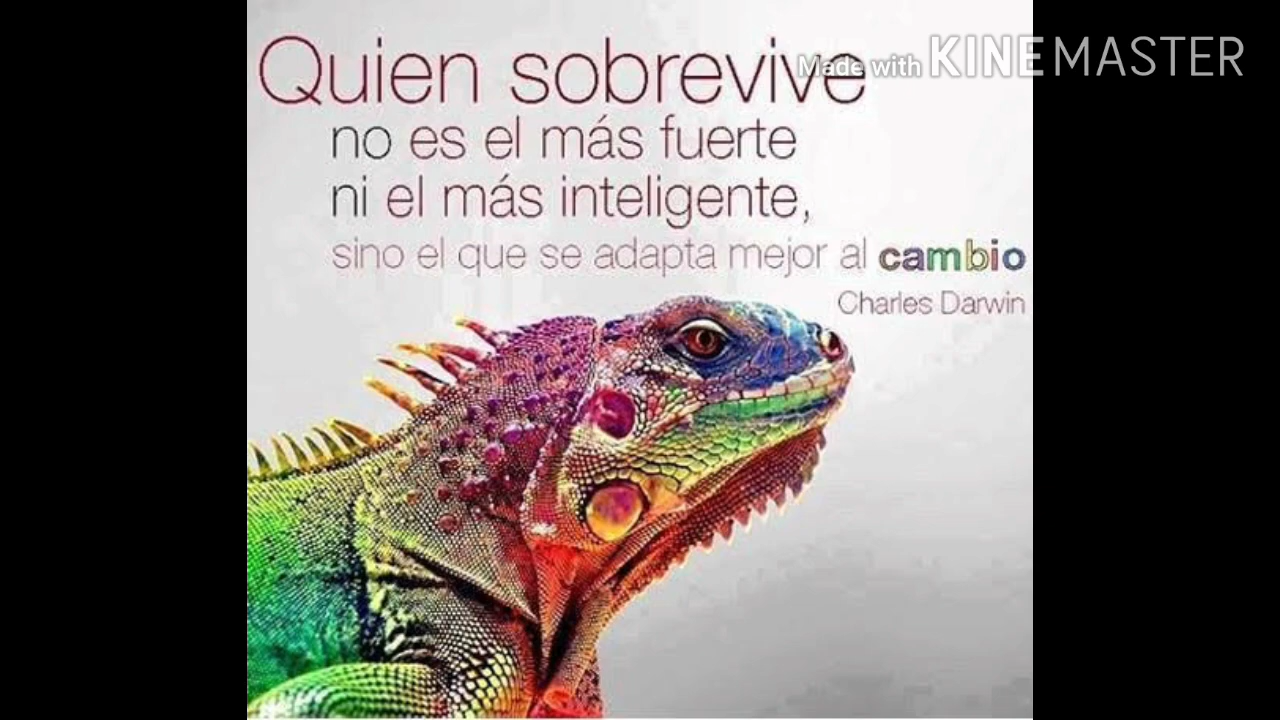 Quien sobrevive
Made with KINEMASTER
no es el más fuerte
ni el más inteligente,
sino el que se adapta mejor al cambio
Charles Darwin